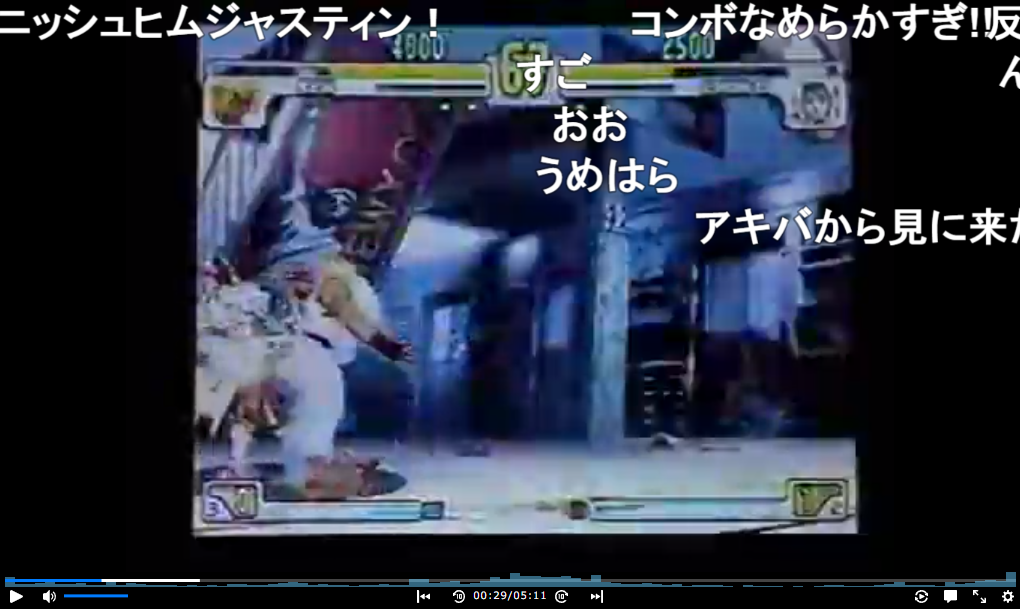 ニッシュヒムジャスティン！
コンボなめらかすぎ!!
反
4800
2500
すご
ん
おお
うめはら
アキバから見に来た
3
00:29/05:11